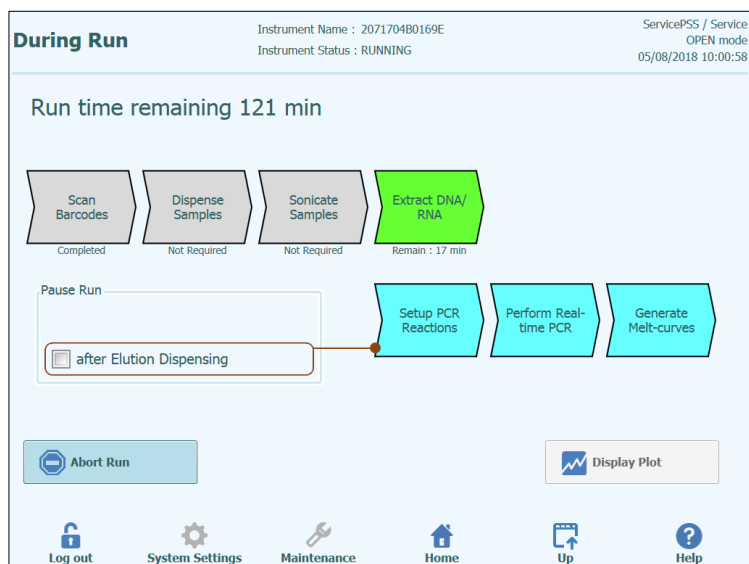 During Run
Instrument Name : 2071704B0169E
Instrument Status : RUNNING
ServicePSS / Service
OPEN mode
05/08/2018 10:00:58
Run time remaining 121 min
Scan
Barcodes
Completed
Dispense
Samples
Not Required
Sonicate
Samples
Not Required
Extract DNA/
RNA
Remain : 17 min
Pause Run
after Elution Dispensing
Setup PCR
Reactions
Perform Real-
time PCR
Generate
Melt-curves
Abort Run
Display Plot
Log out
System Settings
Maintenance
Home
Up
Help